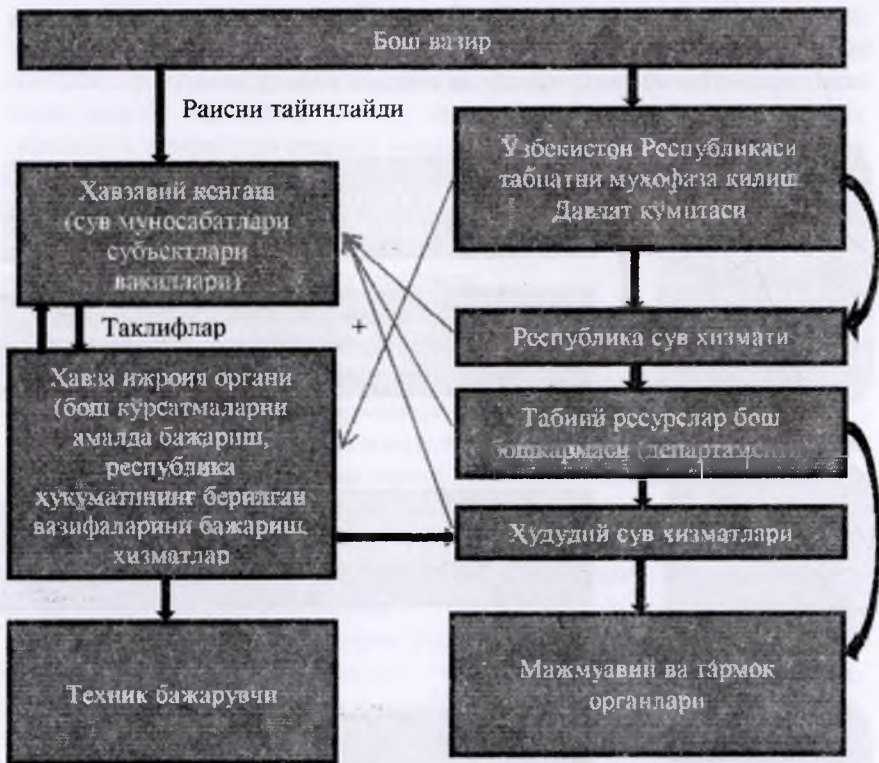 Бош вазир
Раисни тайинлайди
Ҳавзавий кенгаш
(сув муносабатлари
субъектлари
вакиллари)
Таклифлар
+
Ҳавза ижроия органи
(бош кўрсатмаларни
амалда бажариш,
республика
ҳукуматининг берилган
вазифаларини бажариш,
хизматлар
Техник бажарувчи
Ўзбекистон Республикаси
табиатни муҳофаза қилиш
Давлат қўмитаси
Республика сув хизмати
Табиий ресурслар бош
бошқармаси (департаменти)
Ҳудудий сув хизматлари
Мажмуавий ва тармоқ
органлари